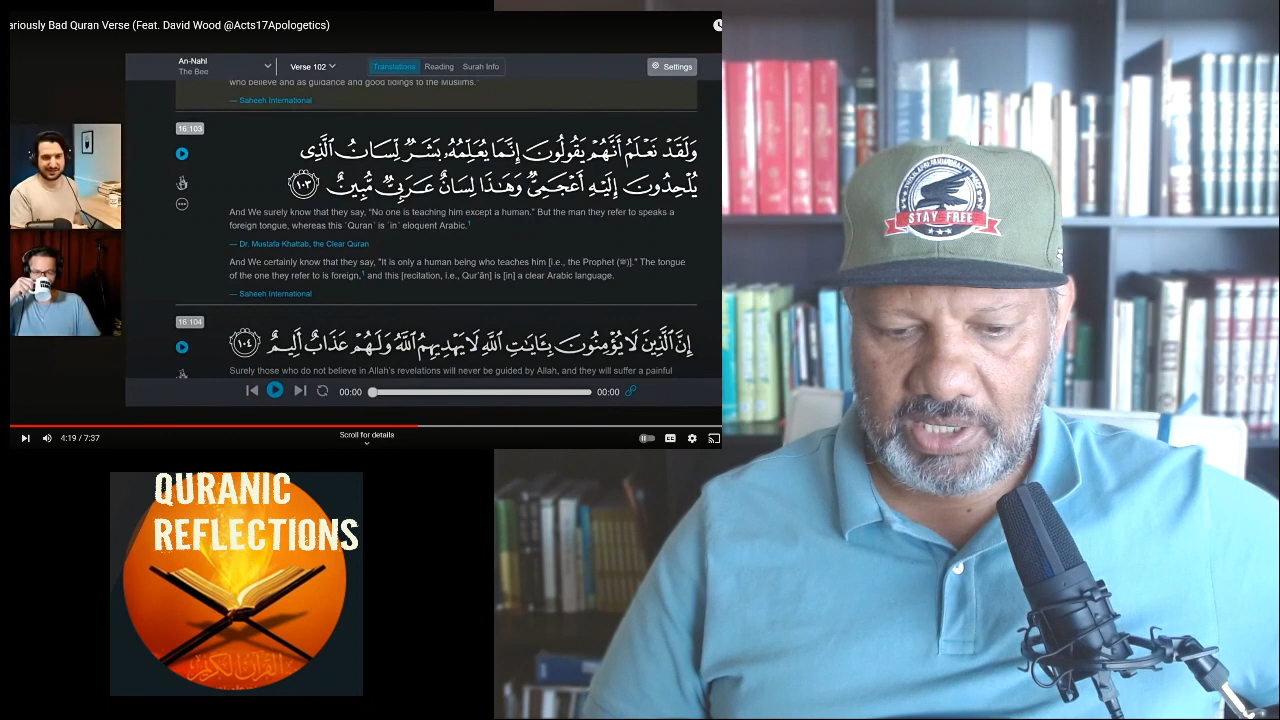 ariously Bad Quran Verse (Feat. David Wood @Acts17Apologetics)
An-Nahl
The Bee
Verse 102
Translations
Reading
Surah Info
Settings
who believe and as guidance and good tidings to the Muslims."
— Saheeh International
16:103
وَلَقَدْ نَعْلَمُ أَنَّهُمْ يَقُولُونَ إِنَّمَا يُعَلِّمُهُۥ بَشَرٌ لِّسَانُ ٱلَّذِى
يُلْحِدُونَ إِلَيْهِ أَعْجَمِىٌّ وَهَـٰذَا لِسَانٌ عَرَبِىٌّ مُّبِينٌ ١٠٣
And We surely know that they say, “No one is teaching him except a human.” But the man they refer to speaks a
foreign tongue, whereas this ˹Quran˺ is ˹in˺ eloquent Arabic.1
— Dr. Mustafa Khattab, the Clear Quran
And We certainly know that they say, "It is only a human being who teaches him [i.e., the Prophet (ﷺ)]." The tongue
of the one they refer to is foreign,1 and this [recitation, i.e., Qur’ān] is [in] a clear Arabic language.
— Saheeh International
16:104
إِنَّ ٱلَّذِينَ لَا يُؤْمِنُونَ بِـَٔايَـٰتِ ٱللَّهِ لَا يَهْدِيهِمُ ٱللَّهُ وَلَهُمْ عَذَابٌ أَلِيمٌ ١٠٤
Surely those who do not believe in Allah’s revelations will never be guided by Allah, and they will suffer a painful
00:00
00:00
4:19 / 7:37
Scroll for details
CC
QURANIC
REFLECTIONS
القرآن الكريم
STAY FREE